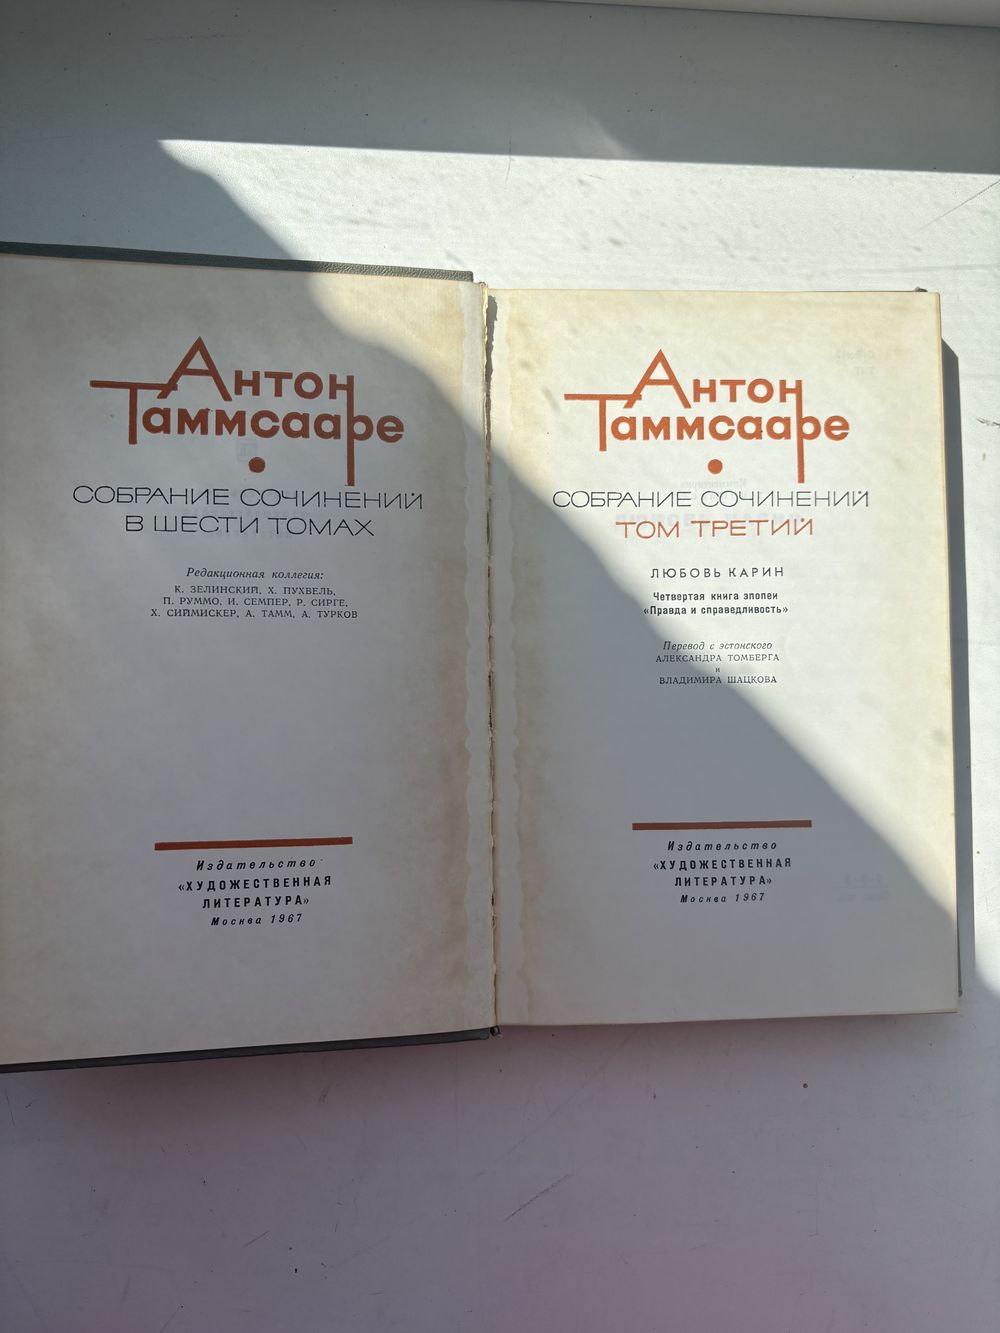 Антон
Таммсааре
СОБРАНИЕ СОЧИНЕНИЙ
В ШЕСТИ ТОМАХ
Редакционная коллегия:
К. ЗЕЛИНСКИЙ, Х. ПУХВЕЛЬ,
П. РУММО, И. СЕМПЕР, Р. СИРГЕ,
Х. СИЙМИСКЕР, А. ТАММ, А. ТУРКОВ
Издательство
«ХУДОЖЕСТВЕННАЯ
ЛИТЕРАТУРА»
Москва 1967
Антон
Таммсааре
СОБРАНИЕ СОЧИНЕНИЙ
ТОМ ТРЕТИЙ
ЛЮБОВЬ КАРИН
Четвертая книга эпопеи
«Правда и справедливость»
Перевод с эстонского
АЛЕКСАНДРА ТОМБЕРГА
и
ВЛАДИМИРА ШАЦКОВА
Издательство
«ХУДОЖЕСТВЕННАЯ
ЛИТЕРАТУРА»
Москва 1967